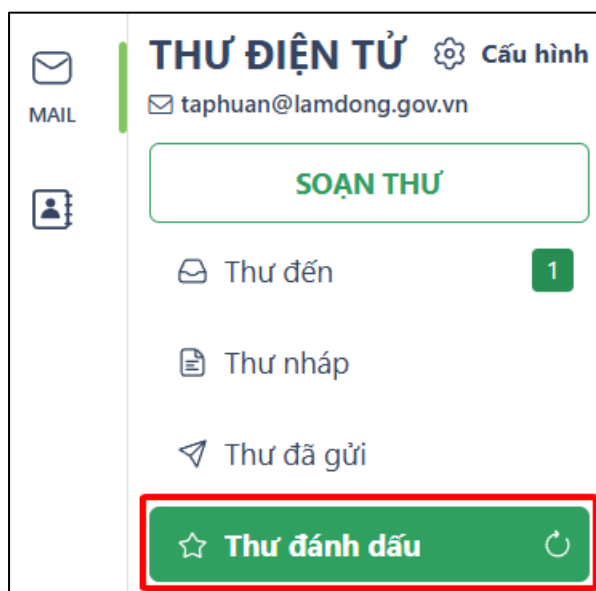 THƯ ĐIỆN TỬ Cấu hình
MAIL
taphuan@lamdong.gov.vn
SOẠN THƯ
Thư đến 1
Thư nháp
Thư đã gửi
Thư đánh dấu